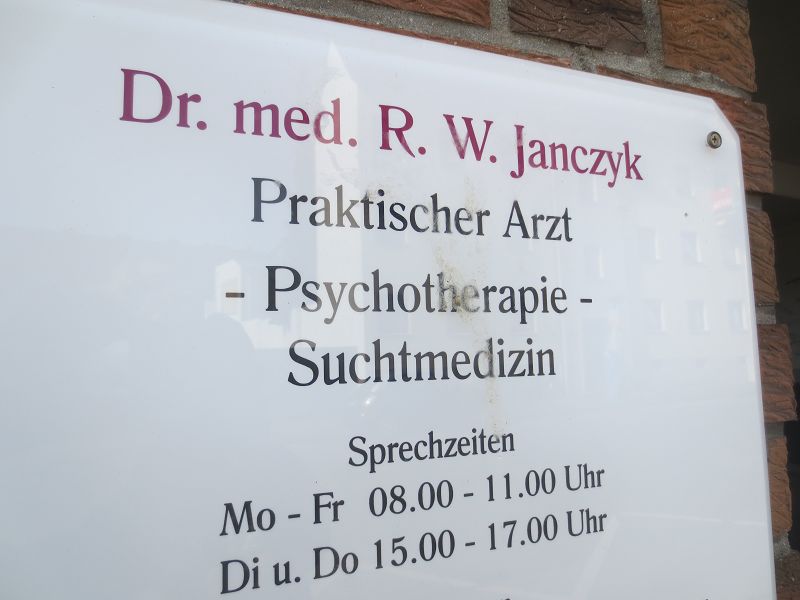 Dr. med. R. W. Janczyk
Praktischer Arzt
- Psychotherapie -
Suchtmedizin
Sprechzeiten
Mo - Fr 08.00 - 11.00 Uhr
Di u. Do 15.00 - 17.00 Uhr